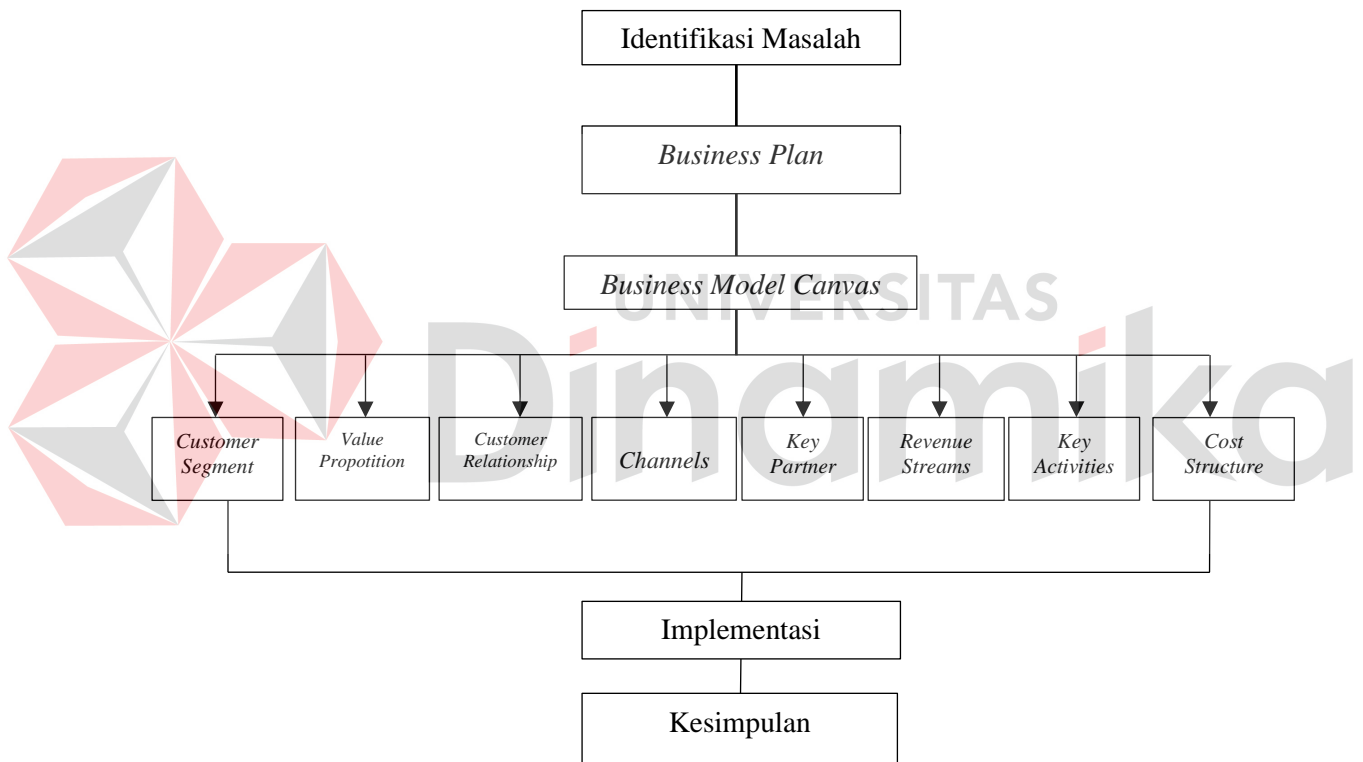 Identifikasi Masalah
Business Plan
Business Model Canvas
UNIVERSITAS
Dinamika
Customer
Segment
Value
Propotition
Customer
Relationship
Channels
Key
Partner
Revenue
Streams
Key
Activities
Cost
Structure
Implementasi
Kesimpulan